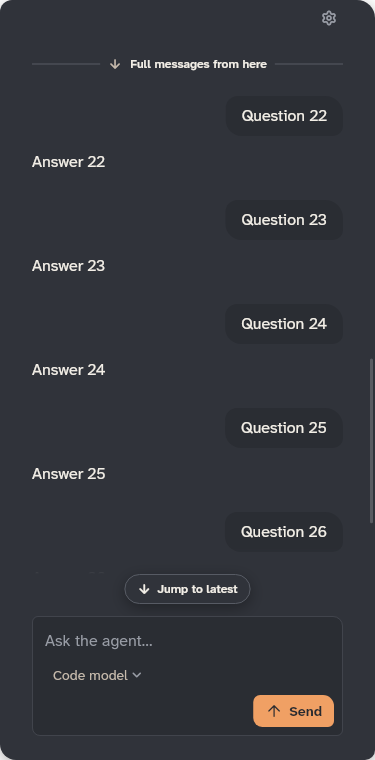 Full messages from here
Question 22
Answer 22
Question 23
Answer 23
Question 24
Answer 24
Question 25
Answer 25
Question 26
Jump to latest
Ask the agent...
Code model
Send